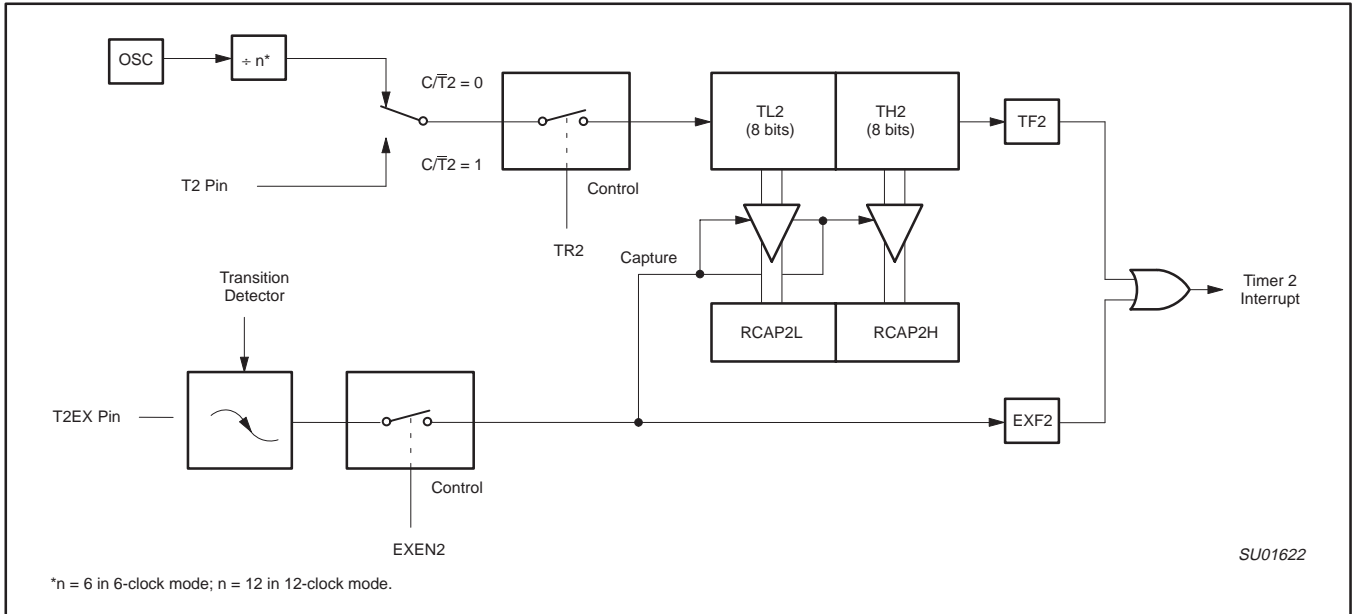 OSC
÷ n*
C/T̅2 = 0
TL2
(8 bits)
TH2
(8 bits)
TF2
C/T̅2 = 1
T2 Pin
Control
TR2
Capture
Transition
Detector
Timer 2
Interrupt
RCAP2L
RCAP2H
T2EX Pin
EXF2
Control
EXEN2
SU01622
*n = 6 in 6-clock mode; n = 12 in 12-clock mode.